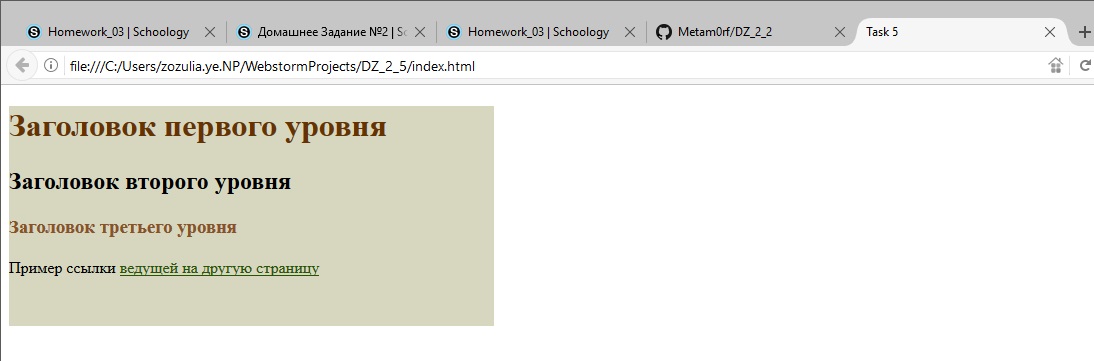 Homework_03 | Schoology
Домашнее Задание №2 | Sc
Homework_03 | Schoology
Metam0rf/DZ_2_2
Task 5
file:///C:/Users/zozulia.ye.NP/WebstormProjects/DZ_2_5/index.html
Заголовок первого уровня
Заголовок второго уровня
Заголовок третьего уровня
Пример ссылки ведущей на другую страницу